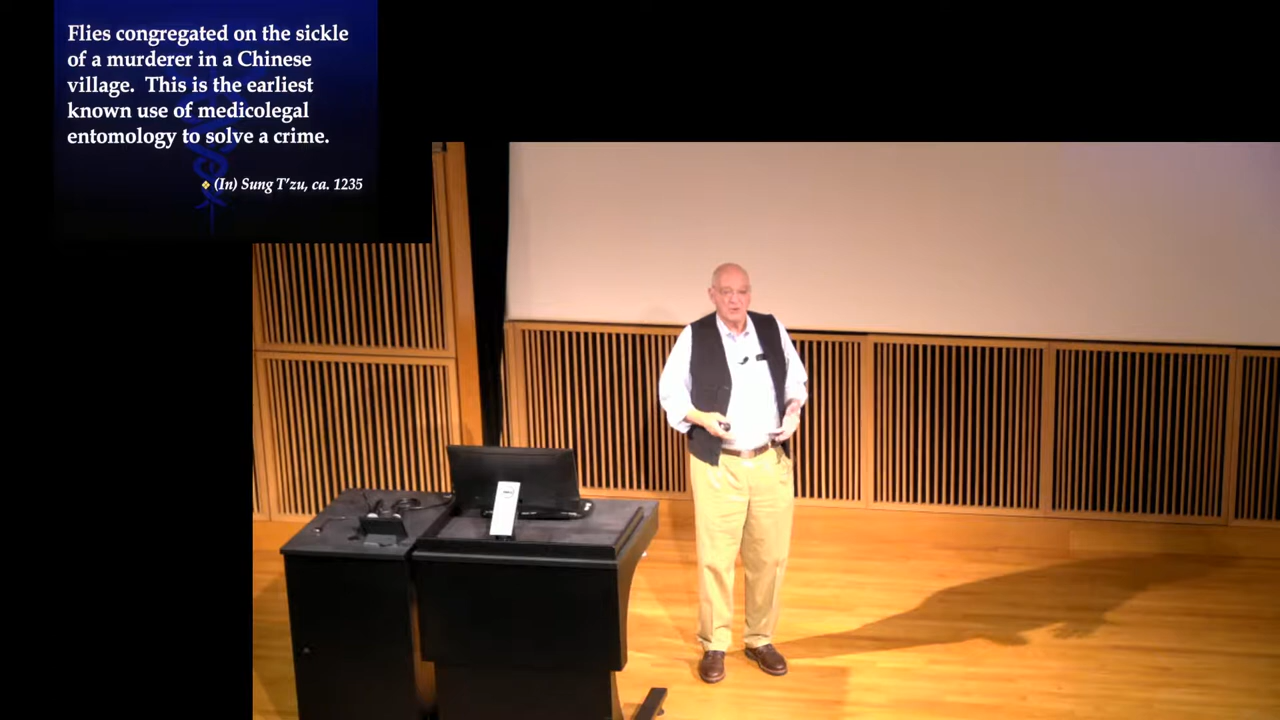 Flies congregated on the sickle
of a murderer in a Chinese
village. This is the earliest
known use of medicolegal
entomology to solve a crime.
(In) Sung T'zu, ca. 1235